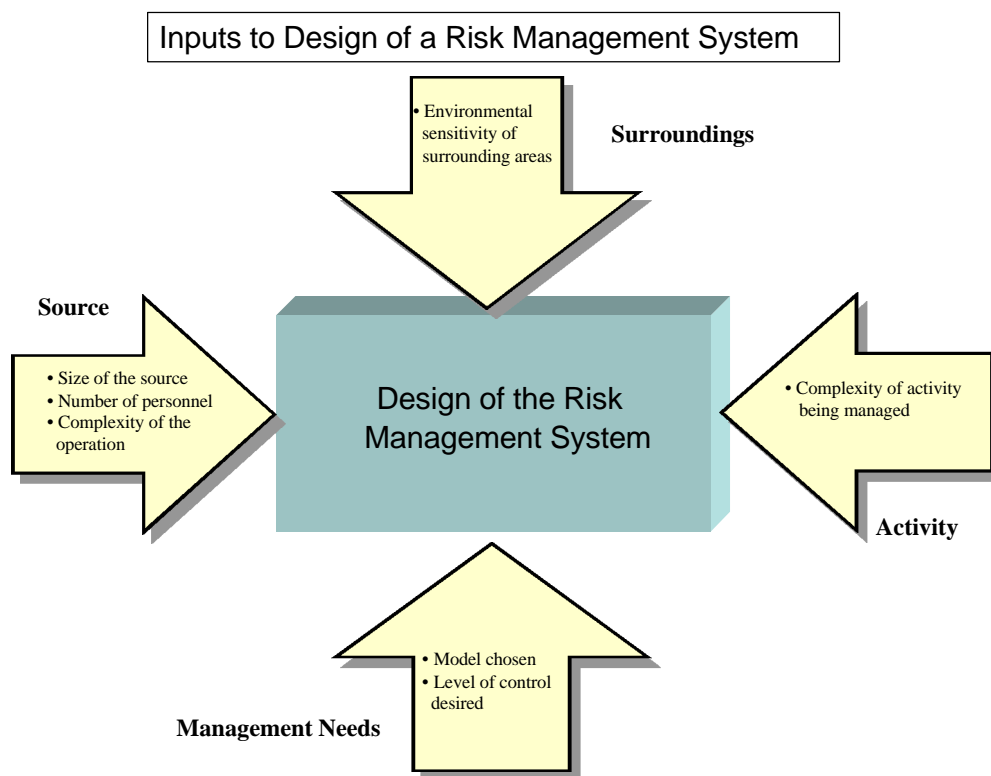 Inputs to Design of a Risk Management System
• Environmental
sensitivity of
surrounding areas
Surroundings
Source
• Size of the source
• Number of personnel
• Complexity of the
operation
Design of the Risk
Management System
• Complexity of activity
being managed
Activity
• Model chosen
• Level of control
desired
Management Needs